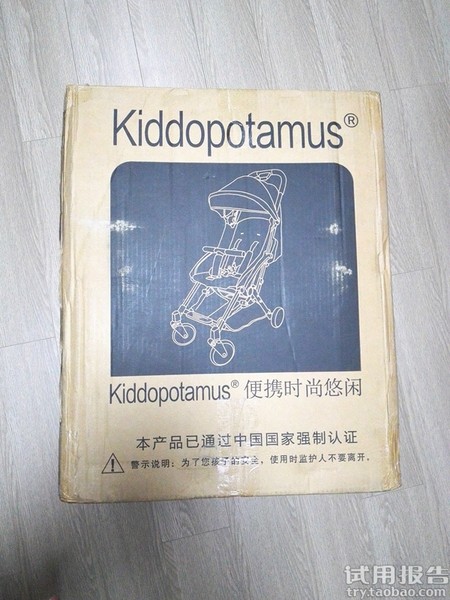 Kiddopotamus®
Kiddopotamus® 便携时尚悠闲
本产品已通过中国国家强制认证
警示说明：为了您孩子的安全，使用时监护人不要离开。
试用报告
try.taobao.com